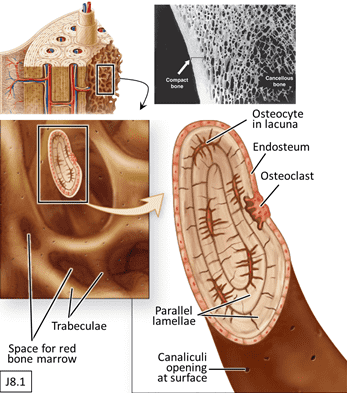 Compact
bone
Cancellous
bone
Osteocyte
in lacuna
Endosteum
Osteoclast
Parallel
lamellae
Trabeculae
Space for red
bone marrow
Canaliculi
opening
at surface
J8.1